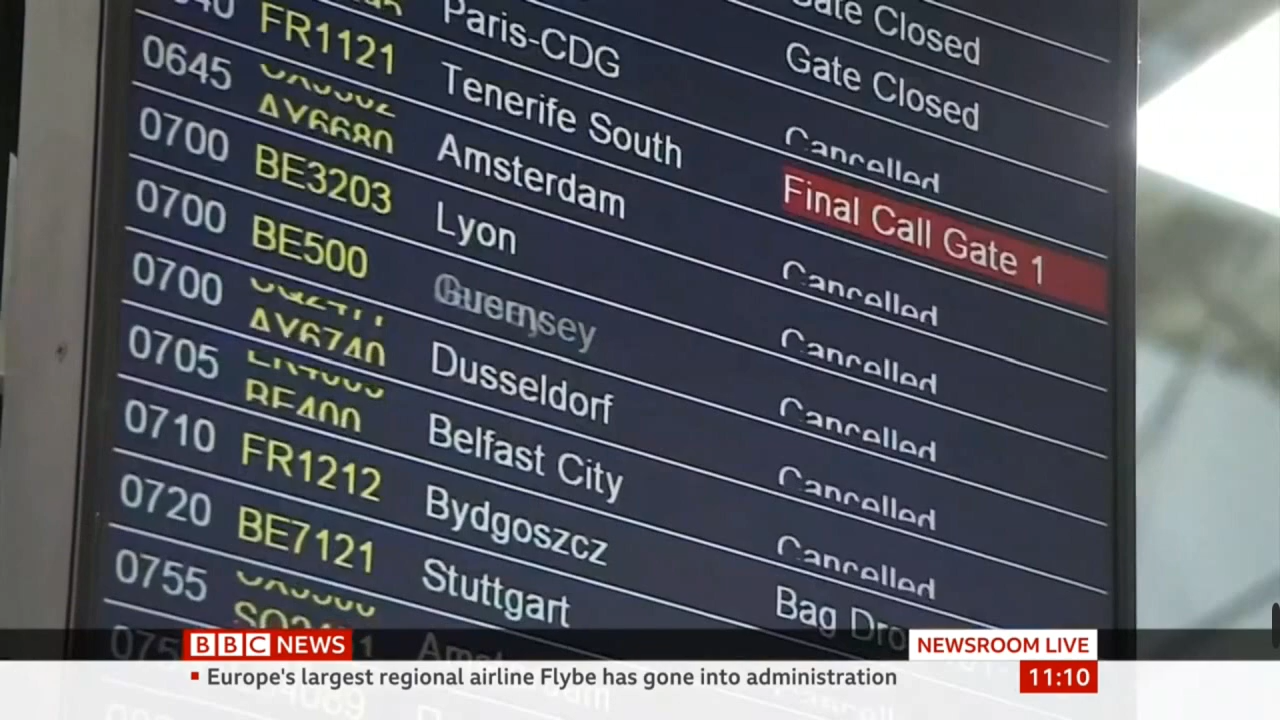 Gate Closed
Gate Closed
Paris-CDG Cancelled
FR1121 Tenerife South Final Call Gate 1
0645 AY6680 Amsterdam Cancelled
0700 BE3203 Lyon Cancelled
0700 BE500 Guernsey Cancelled
0700 AY6740 Dusseldorf Cancelled
0705 BE400 Belfast City Cancelled
0710 FR1212 Bydgoszcz Bag
0720 BE7121 Stuttgart
0755
BBC NEWS
NEWSROOM LIVE
Europe's largest regional airline Flybe has gone into administration
11:10